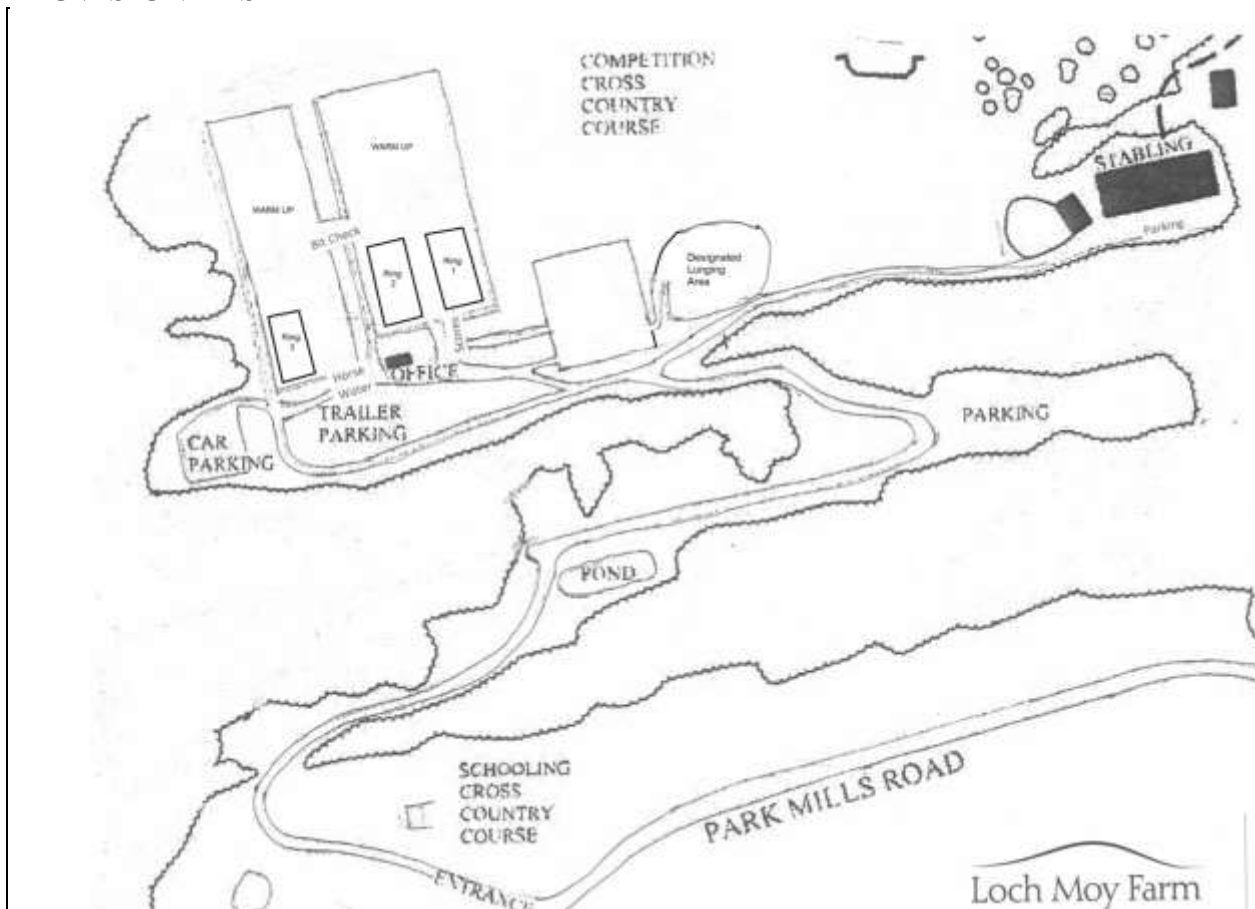 COMPETITION
CROSS
COUNTRY
COURSE
WARM UP
WARM UP
STABLING
Parking
Bit Check
Ring
2
Ring
1
Designated
Lunging
Area
Ring
3
Horse
Water
OFFICE
TRAILER
PARKING
CAR
PARKING
PARKING
POND
SCHOOLING
CROSS
COUNTRY
COURSE
PARK MILLS ROAD
ENTRANCE
Loch Moy Farm